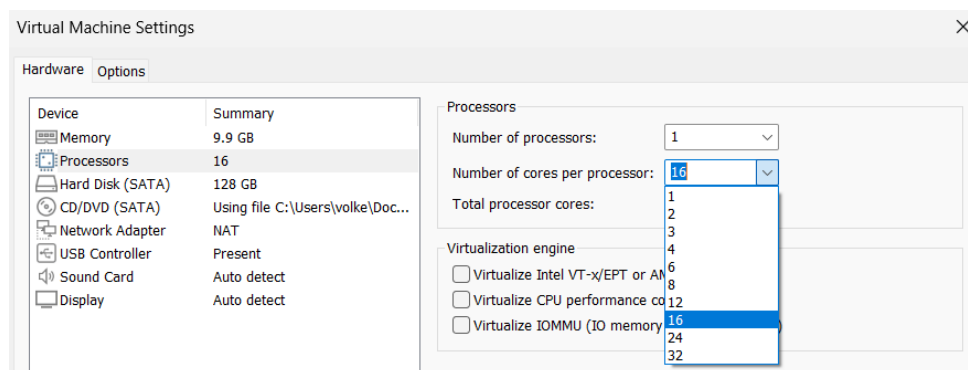 Virtual Machine Settings
Hardware Options
Device Summary
Memory 9.9 GB
Processors 16
Hard Disk (SATA) 128 GB
CD/DVD (SATA) Using file C:\Users\volke\Doc...
Network Adapter NAT
USB Controller Present
Sound Card Auto detect
Display Auto detect
Processors
Number of processors: 1
Number of cores per processor: 16
Total processor cores:
1
2
3
4
6
8
12
16
24
32
Virtualization engine
Virtualize Intel VT-x/EPT or
Virtualize CPU performance
Virtualize IOMMU (IO memory